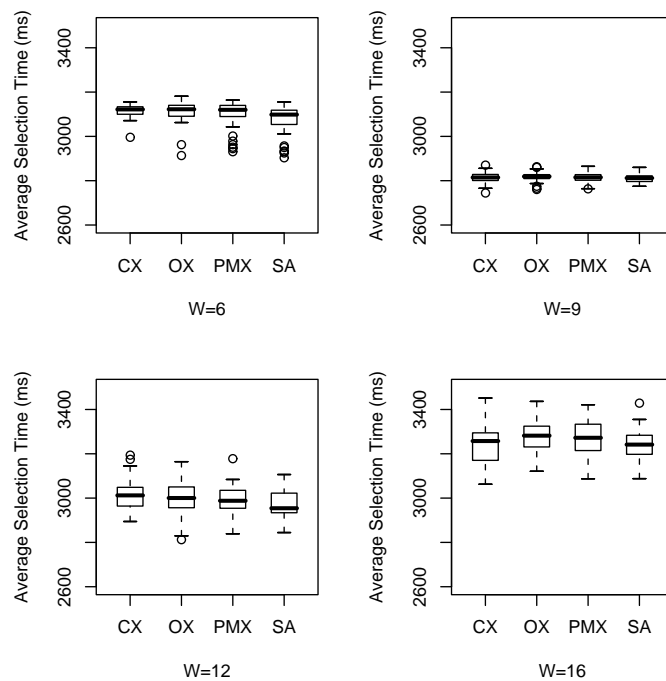 Average Selection Time (ms)
3400
3000
2600
CX OX PMX SA
W=6
Average Selection Time (ms)
3400
3000
2600
CX OX PMX SA
W=9
Average Selection Time (ms)
3400
3000
2600
CX OX PMX SA
W=12
Average Selection Time (ms)
3400
3000
2600
CX OX PMX SA
W=16